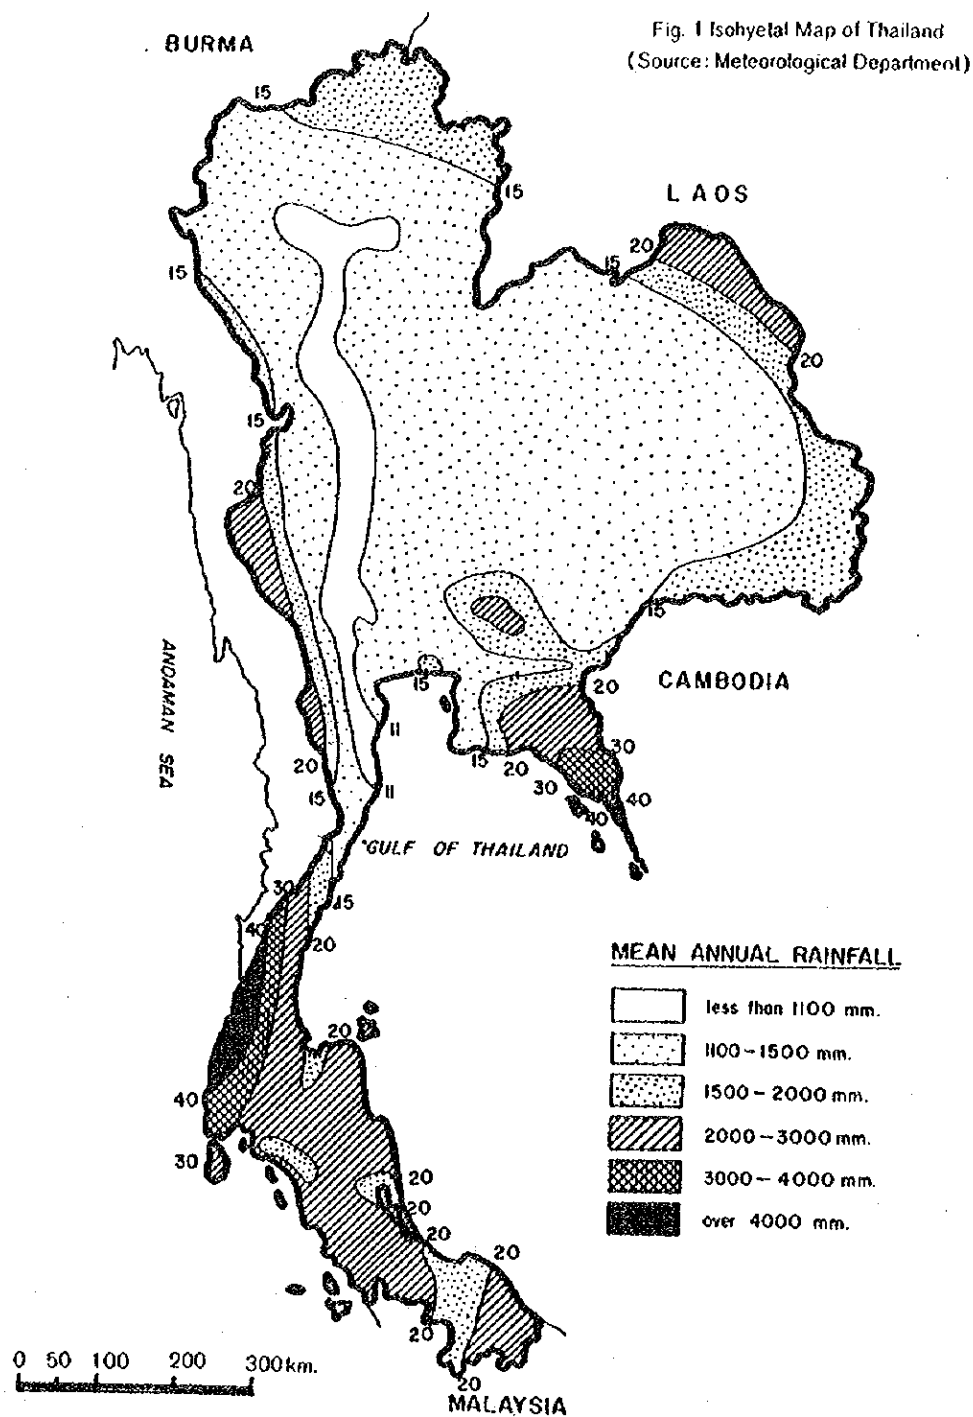 Fig. 1 Isohyetal Map of Thailand
(Source: Meteorological Department)
BURMA
15
15
LAOS
20
15
15
20
15
20
15
ANDAMAN SEA
CAMBODIA
15
20
11
30
20
15
20
30
15
11
40
40
GULF OF THAILAND
30
15
40
20
MEAN ANNUAL RAINFALL
less than 1100 mm.
20
1100-1500 mm.
1500-2000 mm.
40
2000-3000 mm.
30
20
3000-4000 mm.
20
over 4000 mm.
20
20
20
0 50 100 200 300 km.
20
MALAYSIA